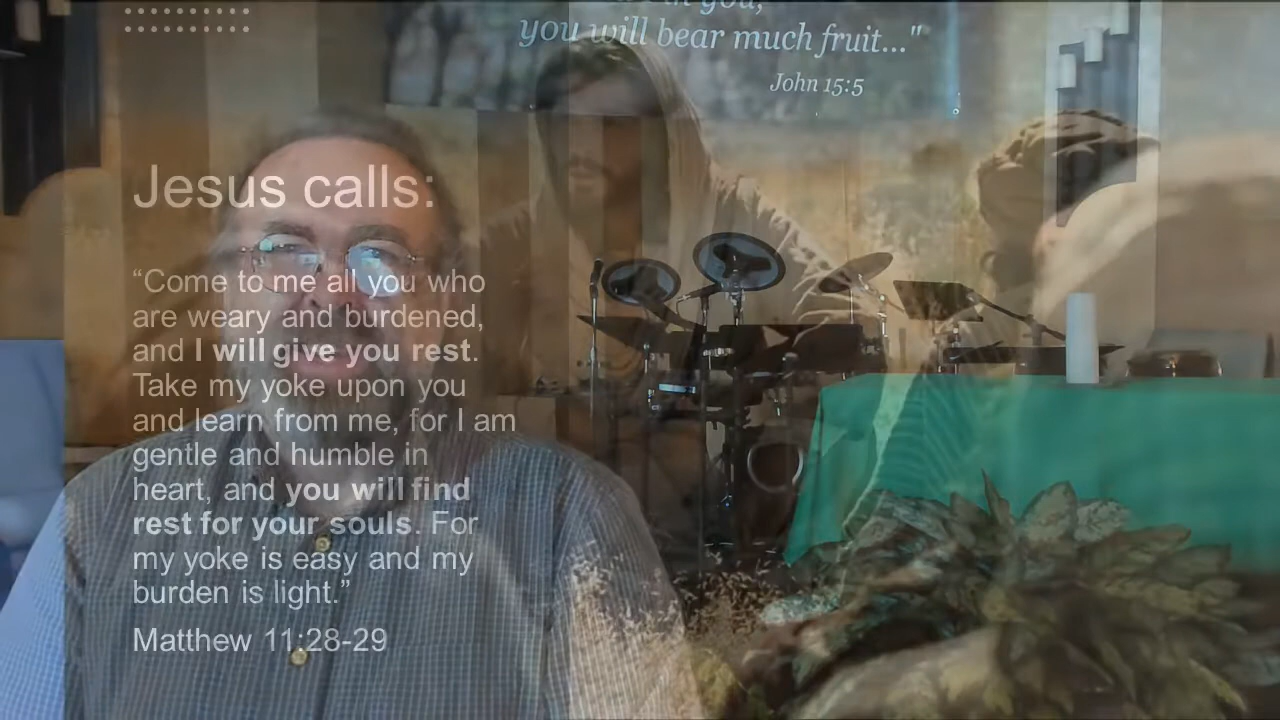 in you,
you will bear much fruit..."
John 15:5
Jesus calls:
“Come to me all you who
are weary and burdened,
and I will give you rest.
Take my yoke upon you
and learn from me, for I am
gentle and humble in
heart, and you will find
rest for your souls. For
my yoke is easy and my
burden is light.”
Matthew 11:28-29